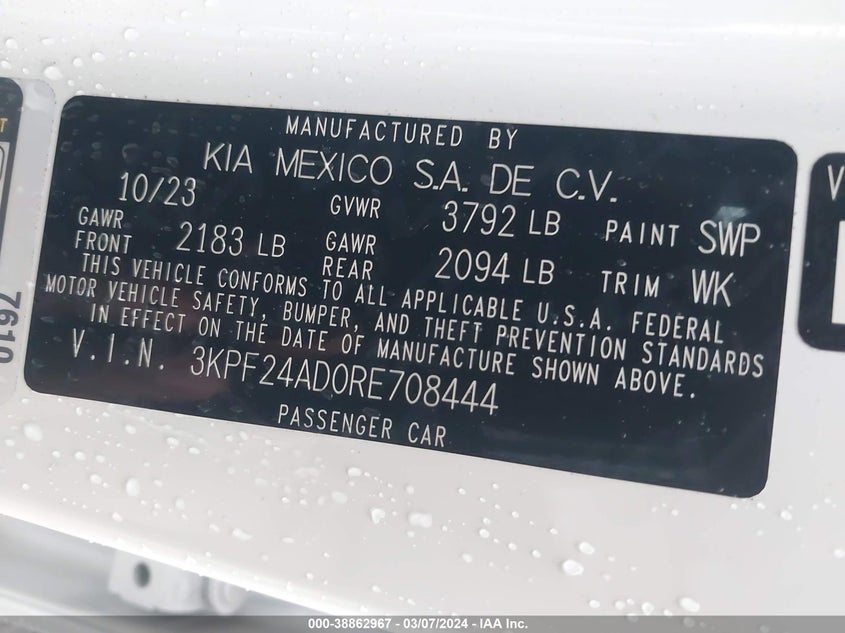 MANUFACTURED BY
KIA MEXICO S.A. DE C.V.
10/23 GVWR 3792 LB PAINT SWP
GAWR FRONT 2183 LB GAWR REAR 2094 LB TRIM WK
THIS VEHICLE CONFORMS TO ALL APPLICABLE U.S.A. FEDERAL
MOTOR VEHICLE SAFETY, BUMPER, AND THEFT PREVENTION STANDARDS
IN EFFECT ON THE DATE OF MANUFACTURE SHOWN ABOVE.
V.I.N. 3KPF24AD0RE708444
PASSENGER CAR
7610
000-38862967 - 03/07/2024 - IAA Inc.